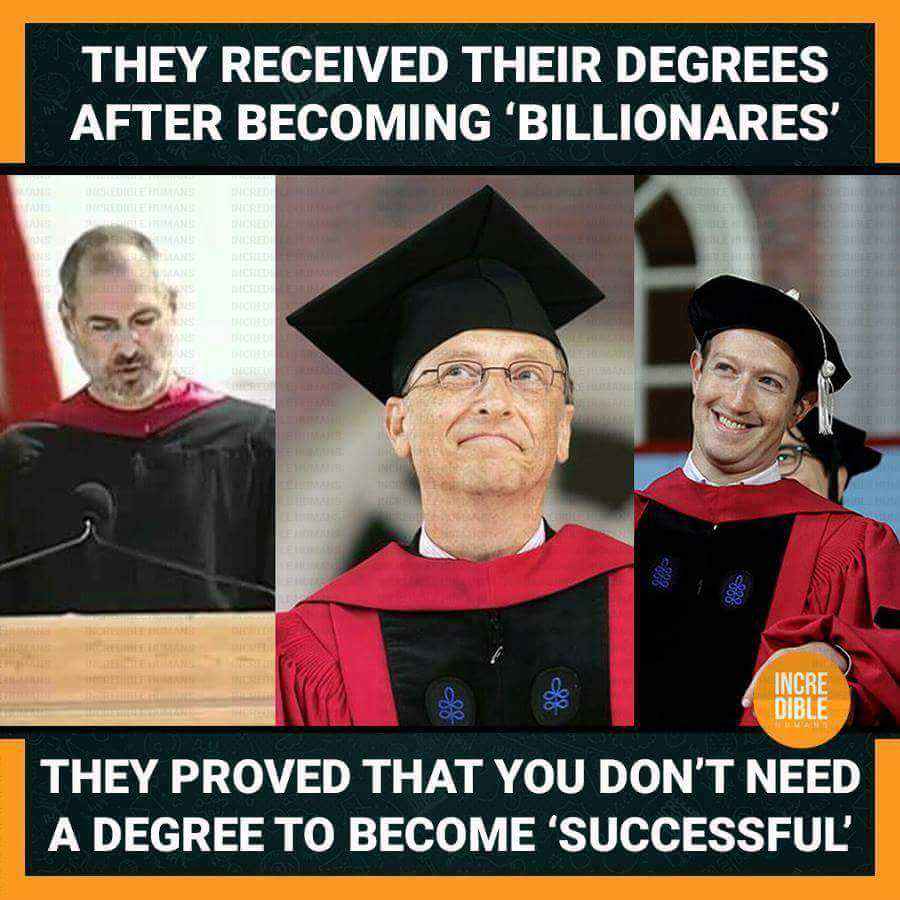 THEY RECEIVED THEIR DEGREES
AFTER BECOMING ‘BILLIONARES’
INCRE
DIBLE
HUMANS
THEY PROVED THAT YOU DON’T NEED
A DEGREE TO BECOME ‘SUCCESSFUL’